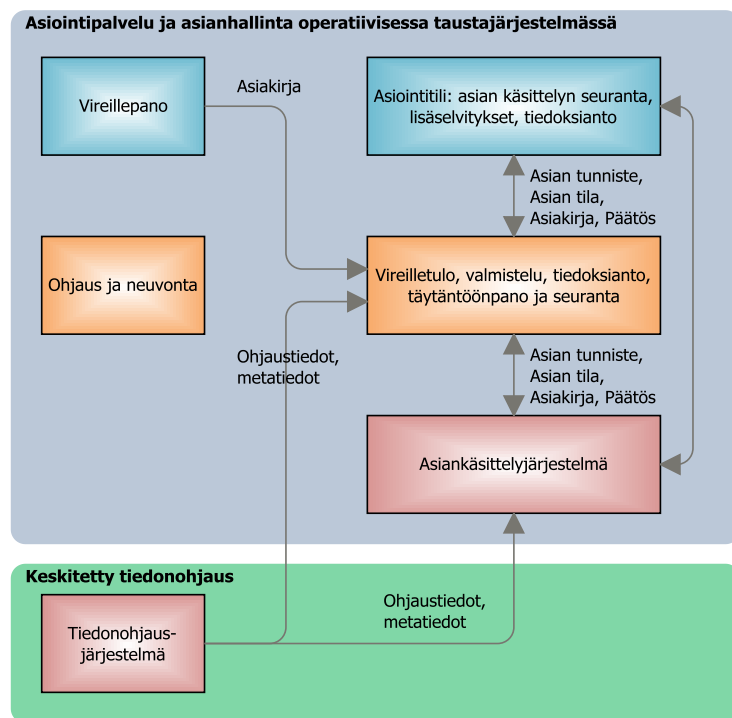 Asiointipalvelu ja asianhallinta operatiivisessa taustajärjestelmässä
Vireillepano
Asiakirja
Asiointitili: asian käsittelyn seuranta,
lisäselvitykset, tiedoksianto
Asian tunniste,
Asian tila,
Asiakirja, Päätös
Ohjaus ja neuvonta
Vireilletulo, valmistelu, tiedoksianto,
täytäntöönpano ja seuranta
Ohjaustiedot,
metatiedot
Asian tunniste,
Asian tila,
Asiakirja, Päätös
Asiankäsittelyjärjestelmä
Keskitetty tiedonohjaus
Tiedonohjaus-
järjestelmä
Ohjaustiedot,
metatiedot